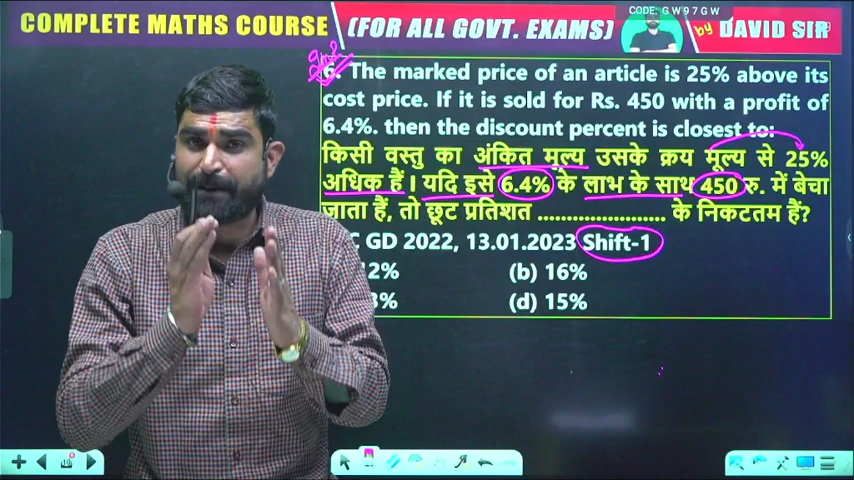 CODE: GW97GW
COMPLETE MATHS COURSE (FOR ALL GOVT. EXAMS) by DAVID SIR
6. The marked price of an article is 25% above its
cost price. If it is sold for Rs. 450 with a profit of
6.4%. then the discount percent is closest to:
किसी वस्तु का अंकित मूल्य उसके क्रय मूल्य से 25%
अधिक हैं। यदि इसे 6.4% के लाभ के साथ 450 रु. में बेचा
जाता हैं, तो छूट प्रतिशत ....................... के निकटतम हैं?
GD 2022, 13.01.2023 Shift-1
2% (b) 16%
% (d) 15%